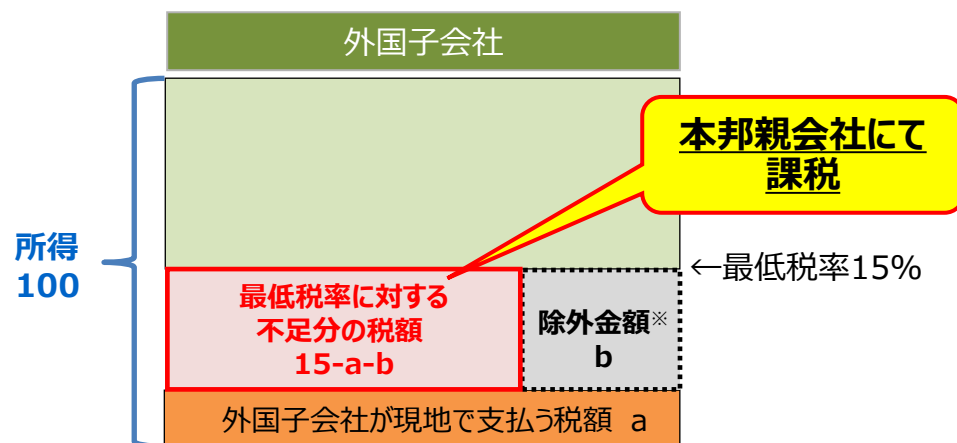 外国子会社
本邦親会社にて
課税
所得
100
←最低税率15%
最低税率に対する
不足分の税額
15-a-b
除外金額※
b
外国子会社が現地で支払う税額 a